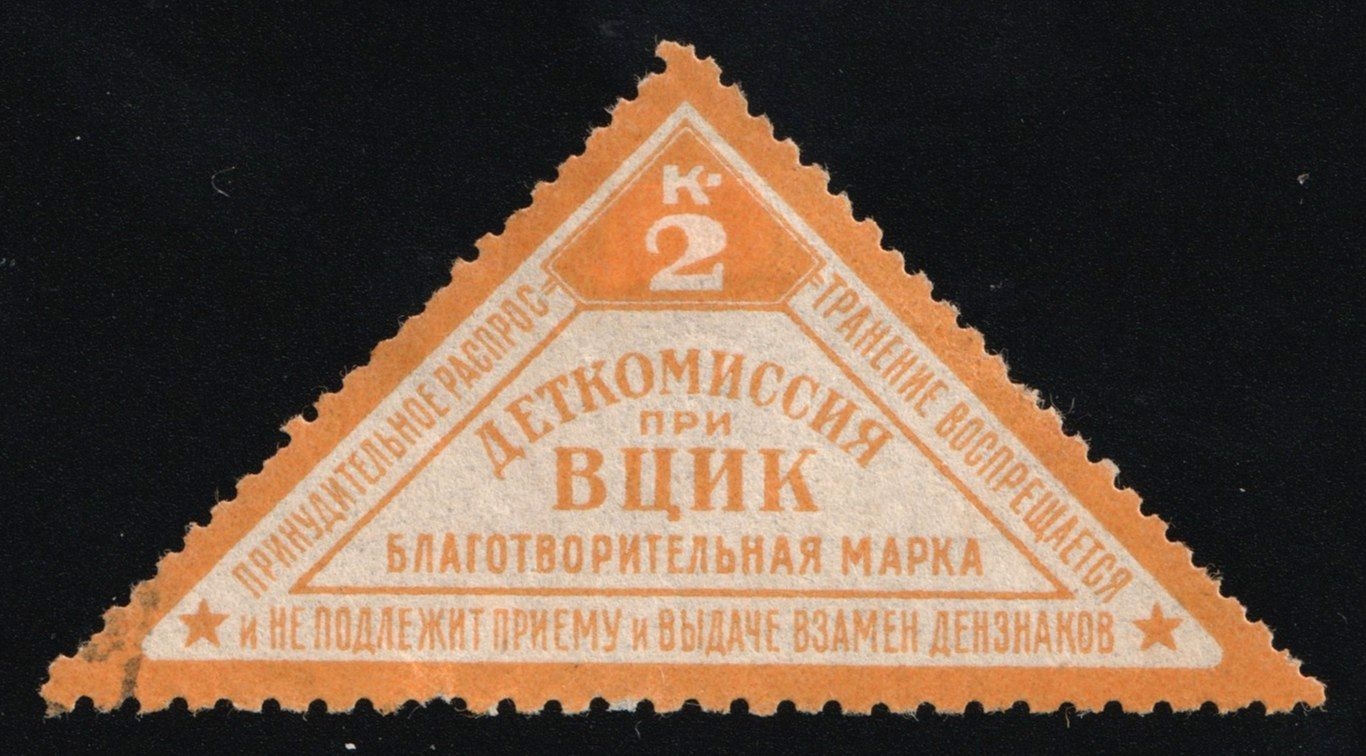 К.
2
ПРИНУДИТЕЛЬНОЕ РАСПРОС=
=ТРАНЕНИЕ ВОСПРЕЩАЕТСЯ
ДЕТКОМИССИЯ
ПРИ
ВЦИК
БЛАГОТВОРИТЕЛЬНАЯ МАРКА
★ и НЕ ПОДЛЕЖИТ ПРИЕМУ и ВЫДАЧЕ ВЗАМЕН ДЕНЗНАКОВ ★